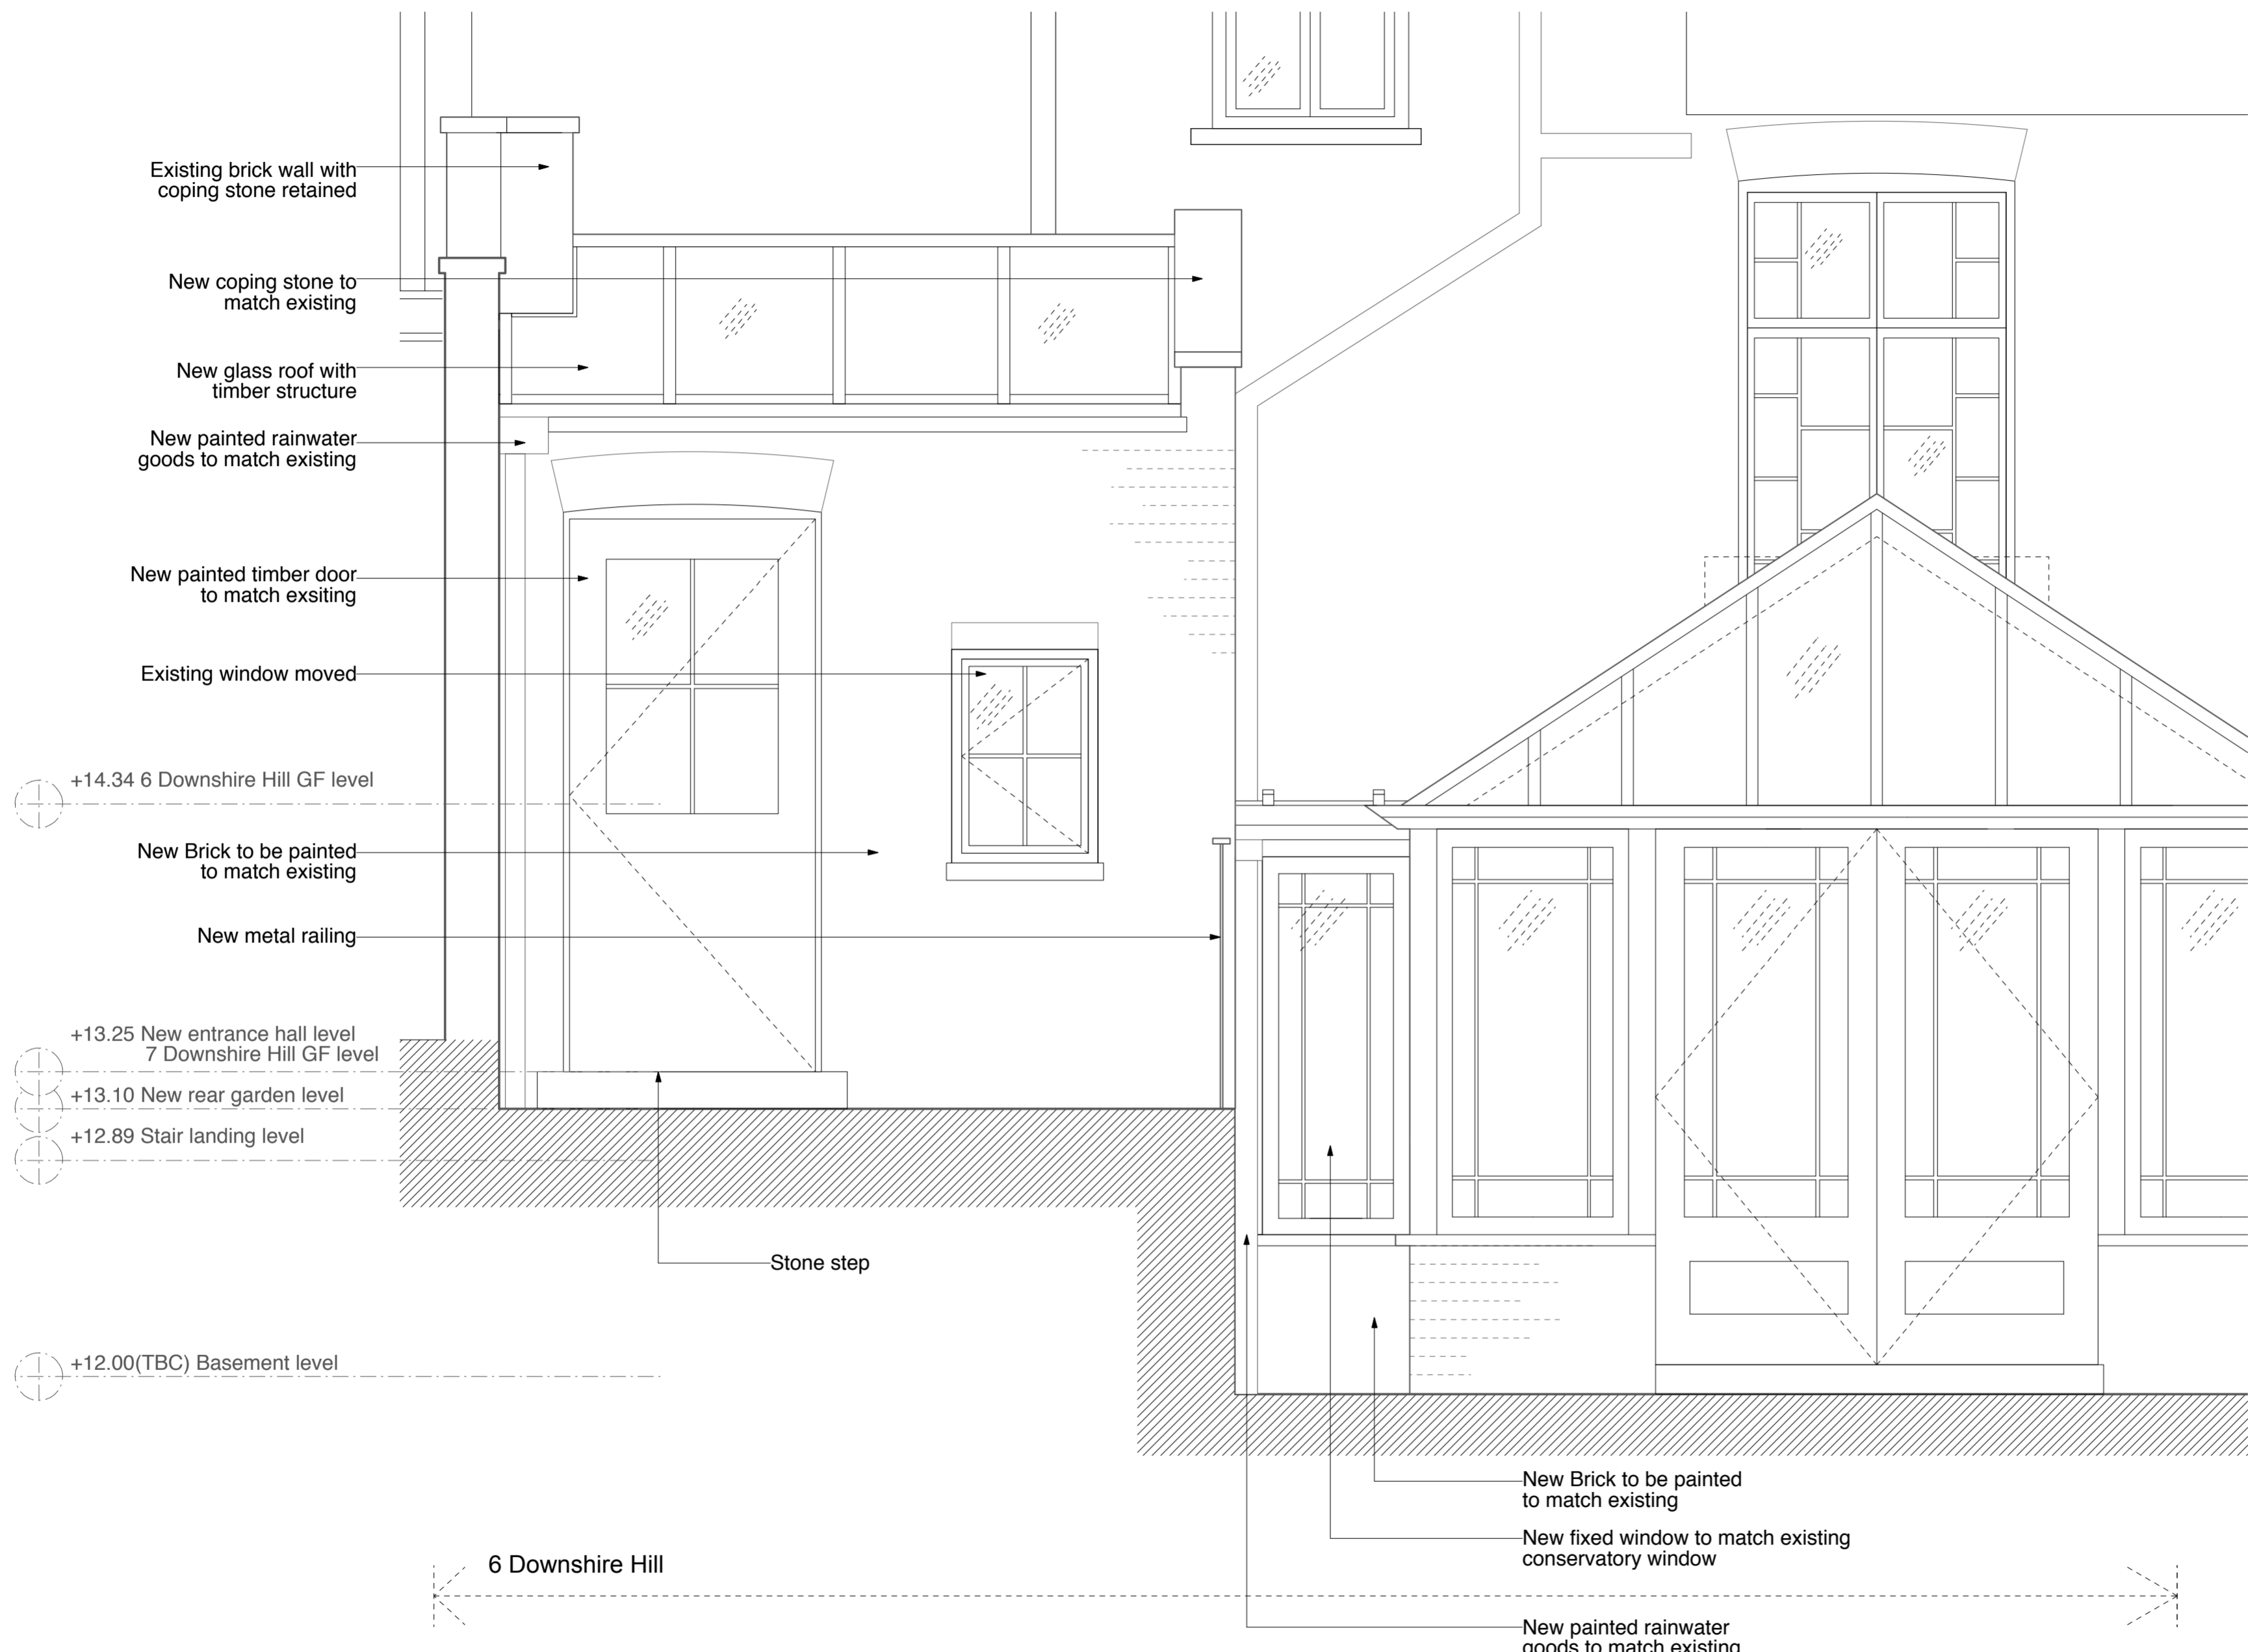 Existing brick wall with
coping stone retained
New coping stone to
match existing
New glass roof with
timber structure
New painted rainwater
goods to match existing
New painted timber door
to match exsiting
Existing window moved
+14.34 6 Downshire Hill GF level
New Brick to be painted
to match existing
New metal railing
+13.25 New entrance hall level
7 Downshire Hill GF level
+13.10 New rear garden level
+12.89 Stair landing level
Stone step
+12.00(TBC) Basement level
New Brick to be painted
to match existing
New fixed window to match existing
conservatory window
6 Downshire Hill
New painted rainwater
goods to match existing